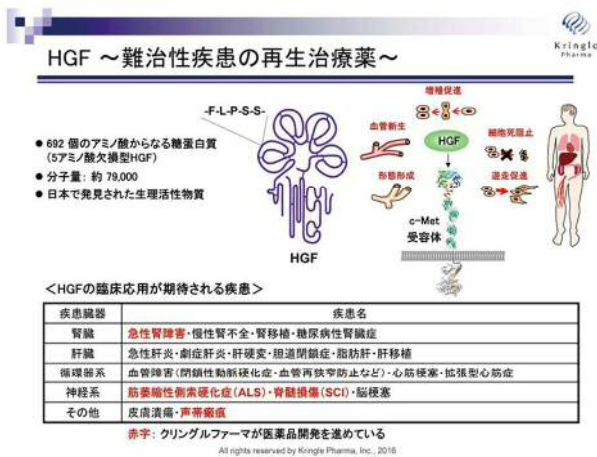 Kringle
Pharma
HGF ～難治性疾患の再生治療薬～
-F-L-P-S-S-
● 692 個のアミノ酸からなる糖蛋白質
（5アミノ酸欠損型HGF）
● 分子量： 約 79,000
● 日本で発見された生理活性物質
HGF
増殖促進
血管新生
HGF
細胞死阻止
形態形成
遊走促進
c-Met
受容体
＜HGFの臨床応用が期待される疾患＞
疾患臓器 疾患名
腎臓 急性腎障害・慢性腎不全・腎移植・糖尿病性腎臓症
肝臓 急性肝炎・劇症肝炎・肝硬変・胆道閉鎖症・脂肪肝・肝移植
循環器系 血管障害（閉鎖性動脈硬化症・血管再狭窄防止など）・心筋梗塞・拡張型心筋症
神経系 筋萎縮性側索硬化症（ALS）・脊髄損傷（SCI）・脳梗塞
その他 皮膚潰瘍・声帯瘢痕
赤字： クリングルファーマが医薬品開発を進めている
All rights reserved by Kringle Pharma, Inc., 2016